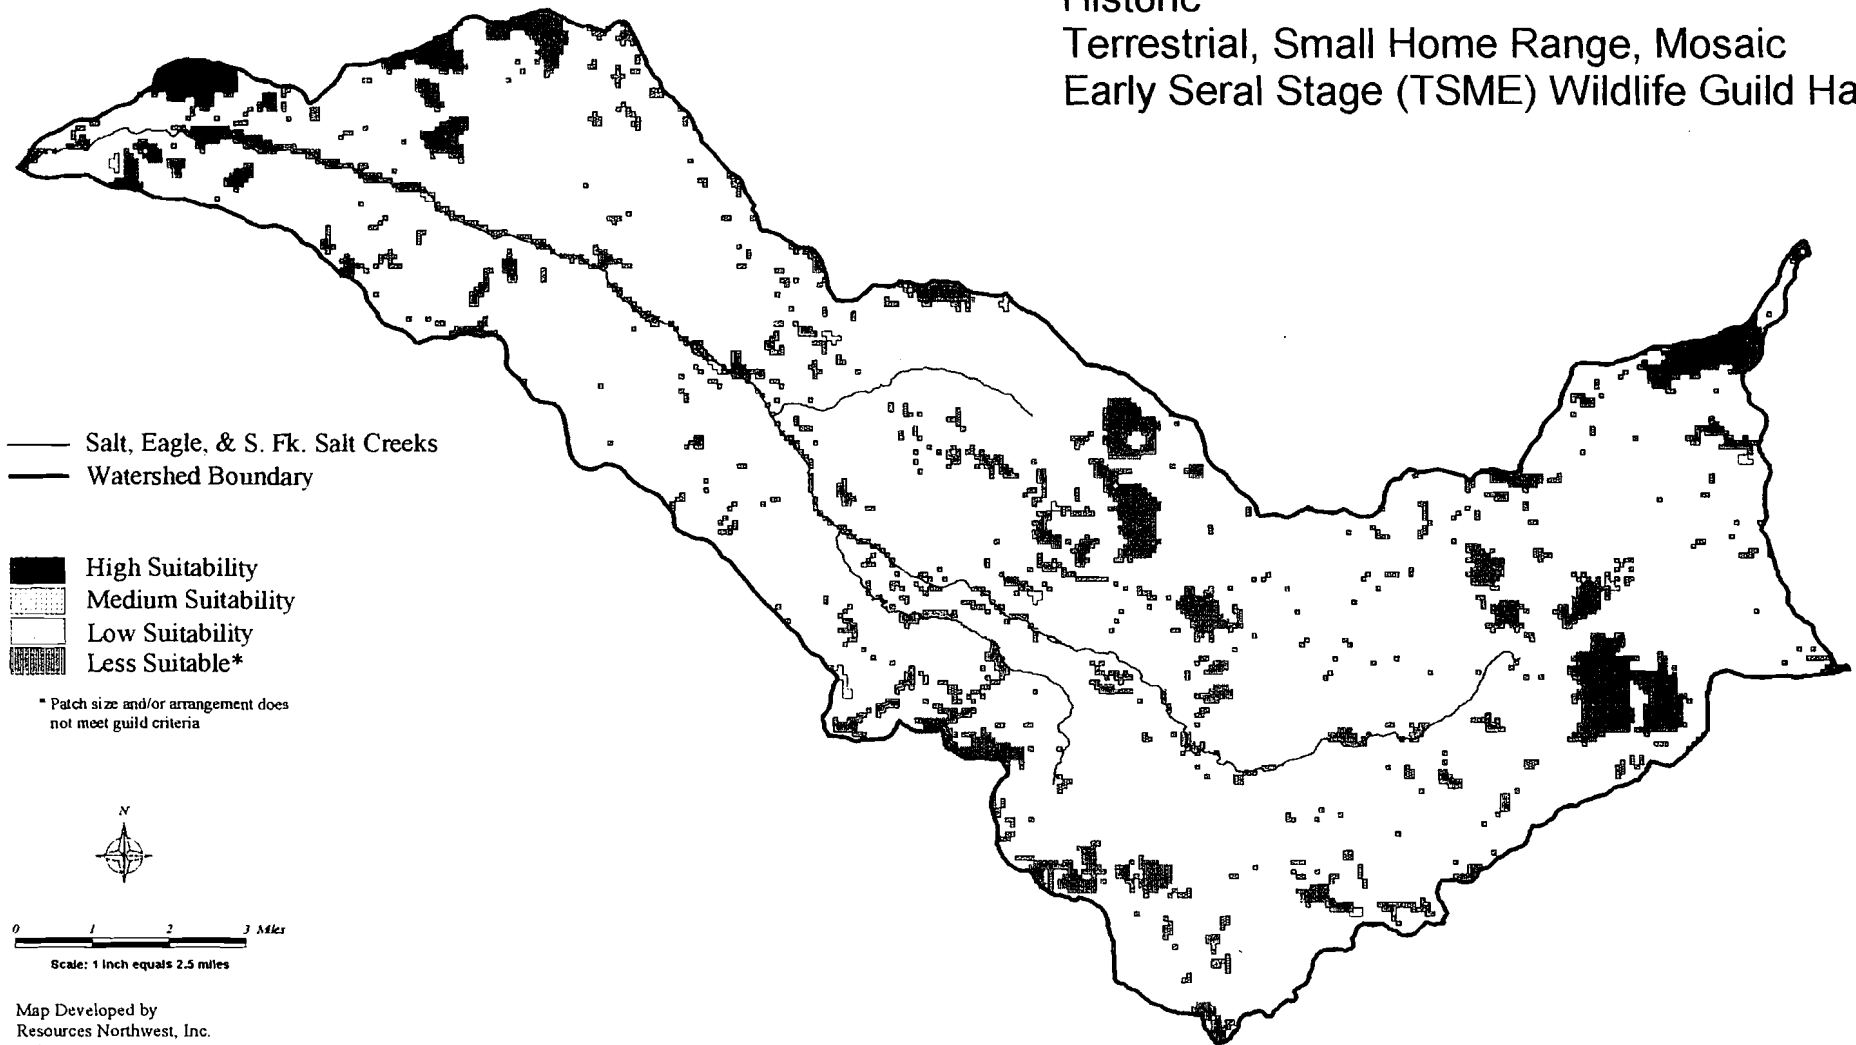 Historic
Terrestrial, Small Home Range, Mosaic
Early Seral Stage (TSME) Wildlife Guild Ha
Salt, Eagle, & S. Fk. Salt Creeks
Watershed Boundary
High Suitability
Medium Suitability
Low Suitability
Less Suitable*
* Patch size and/or arrangement does
not meet guild criteria
N
0 1 2 3 Miles
Scale: 1 inch equals 2.5 miles
Map Developed by
Resources Northwest, Inc.